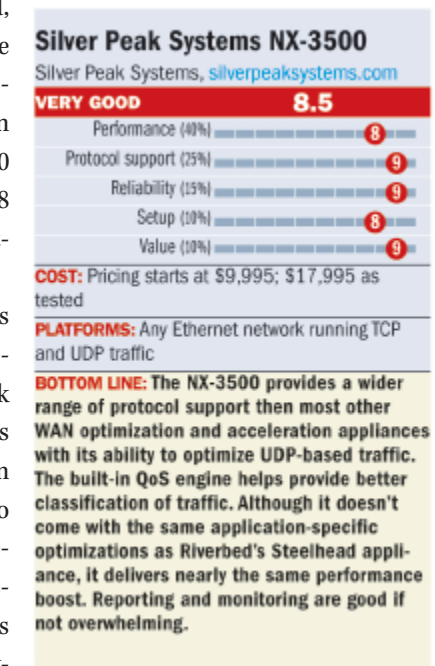 Silver Peak Systems NX-3500
Silver Peak Systems, silverpeaksystems.com
VERY GOOD 8.5
Performance (40%) 8
Protocol support (25%) 9
Reliability (15%) 9
Setup (10%) 8
Value (10%) 9
COST: Pricing starts at $9,995; $17,995 as
tested
PLATFORMS: Any Ethernet network running TCP
and UDP traffic
BOTTOM LINE: The NX-3500 provides a wider
range of protocol support then most other
WAN optimization and acceleration appliances
with its ability to optimize UDP-based traffic.
The built-in QoS engine helps provide better
classification of traffic. Although it doesn't
come with the same application-specific
optimizations as Riverbed's Steelhead appli-
ance, it delivers nearly the same performance
boost. Reporting and monitoring are good if
not overwhelming.